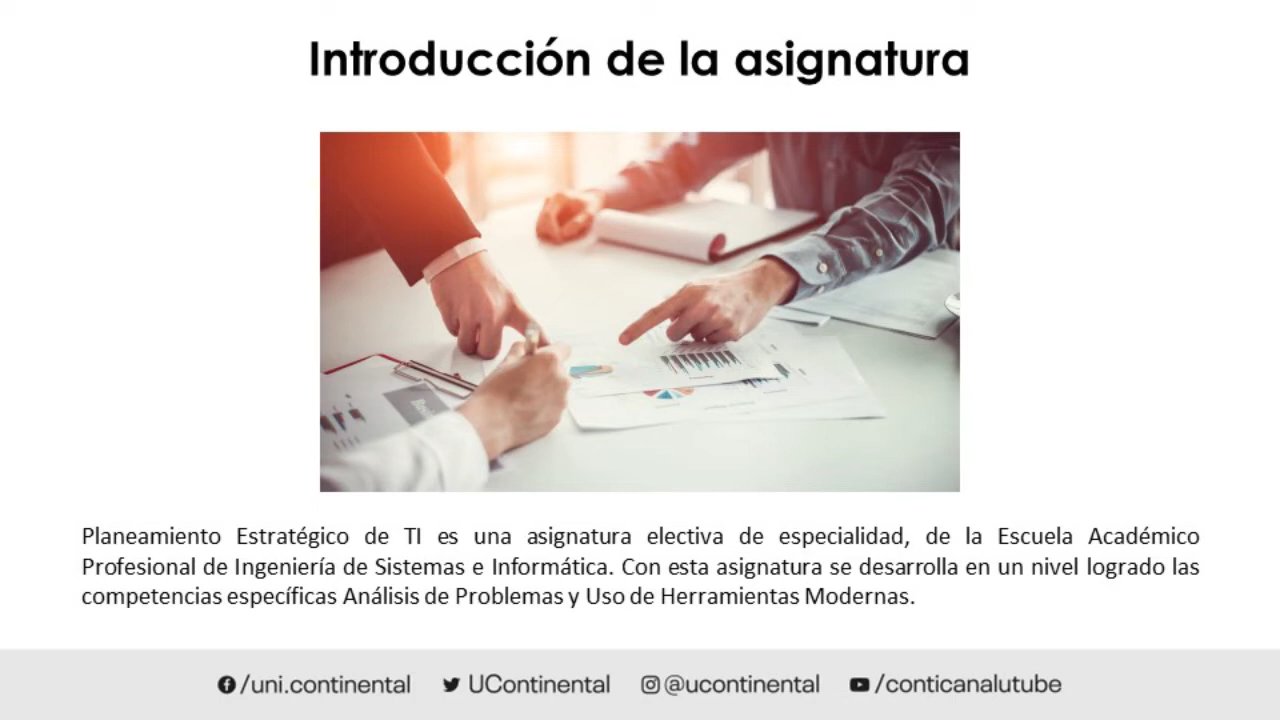 Introducción de la asignatura
Planeamiento Estratégico de TI es una asignatura electiva de especialidad, de la Escuela Académico
Profesional de Ingeniería de Sistemas e Informática. Con esta asignatura se desarrolla en un nivel logrado las
competencias específicas Análisis de Problemas y Uso de Herramientas Modernas.
/uni.continental UContinental @ucontinental /conticanalutube